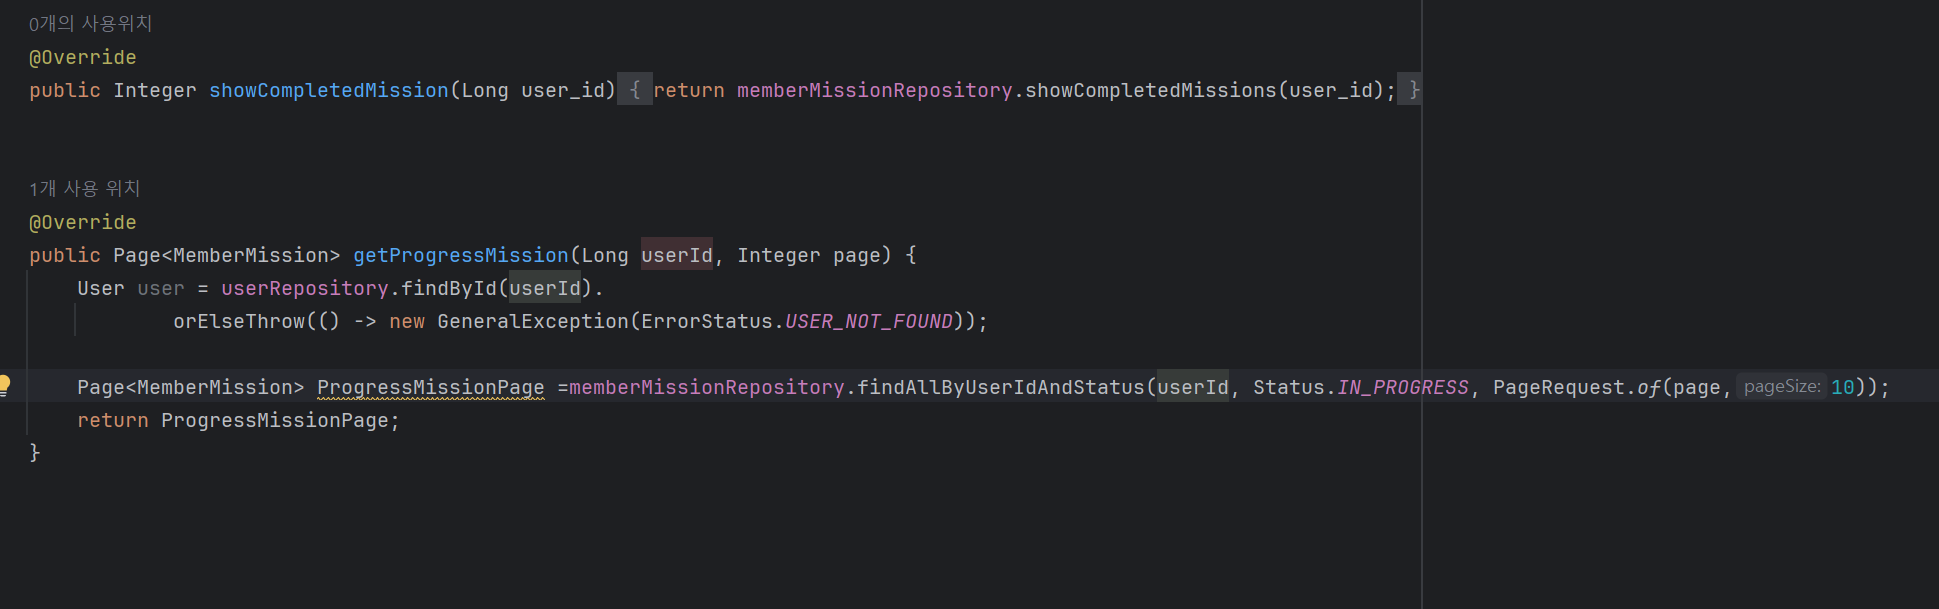 0개의 사용위치
@Override
public Integer showCompletedMission(Long user_id) { return memberMissionRepository.showCompletedMissions(user_id); }
1개 사용 위치
@Override
public Page<MemberMission> getProgressMission(Long userId, Integer page) {
User user = userRepository.findById(userId).
orElseThrow(() -> new GeneralException(ErrorStatus.USER_NOT_FOUND));
Page<MemberMission> ProgressMissionPage =memberMissionRepository.findAllByUserIdAndStatus(userId, Status.IN_PROGRESS, PageRequest.of(page, pageSize: 10));
return ProgressMissionPage;
}